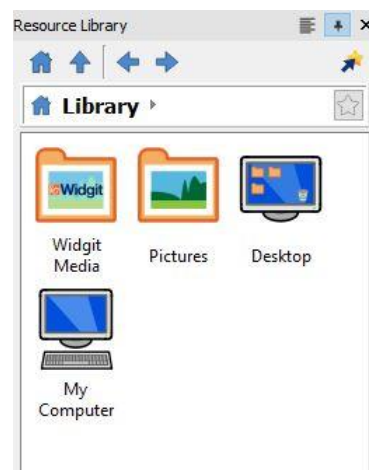 Resource Library
Library
Widgit
Widgit
Media
Pictures
Desktop
My
Computer